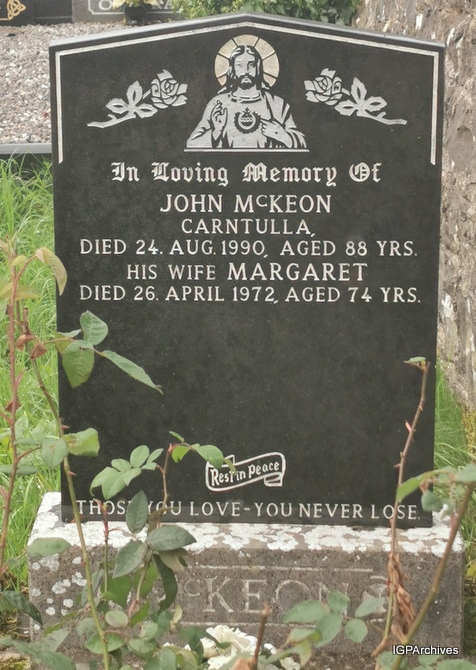 In Loving Memory Of
JOHN McKEON
CARNTULLA,
DIED 24. AUG. 1990, AGED 88 YRS.
HIS WIFE MARGARET
DIED 26. APRIL 1972, AGED 74 YRS.
Rest in Peace
THOSE YOU LOVE-YOU NEVER LOSE.
McKEON
IGPArchives